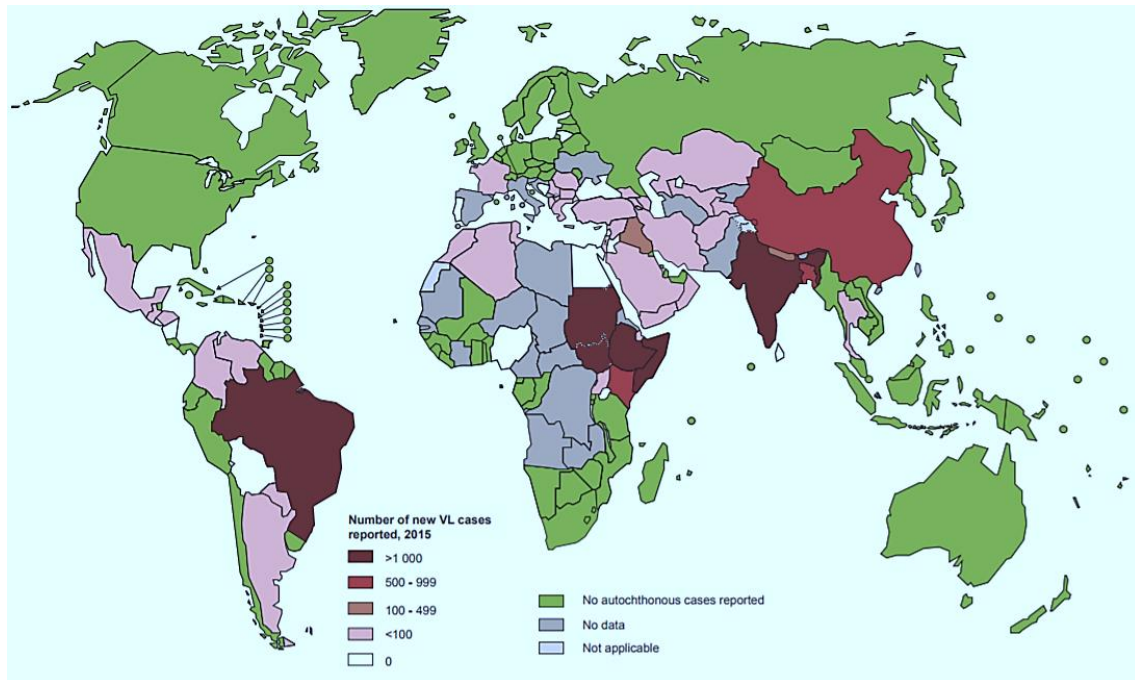 Number of new VL cases
reported, 2015
>1 000
500 - 999
100 - 499
<100
0
No autochthonous cases reported
No data
Not applicable